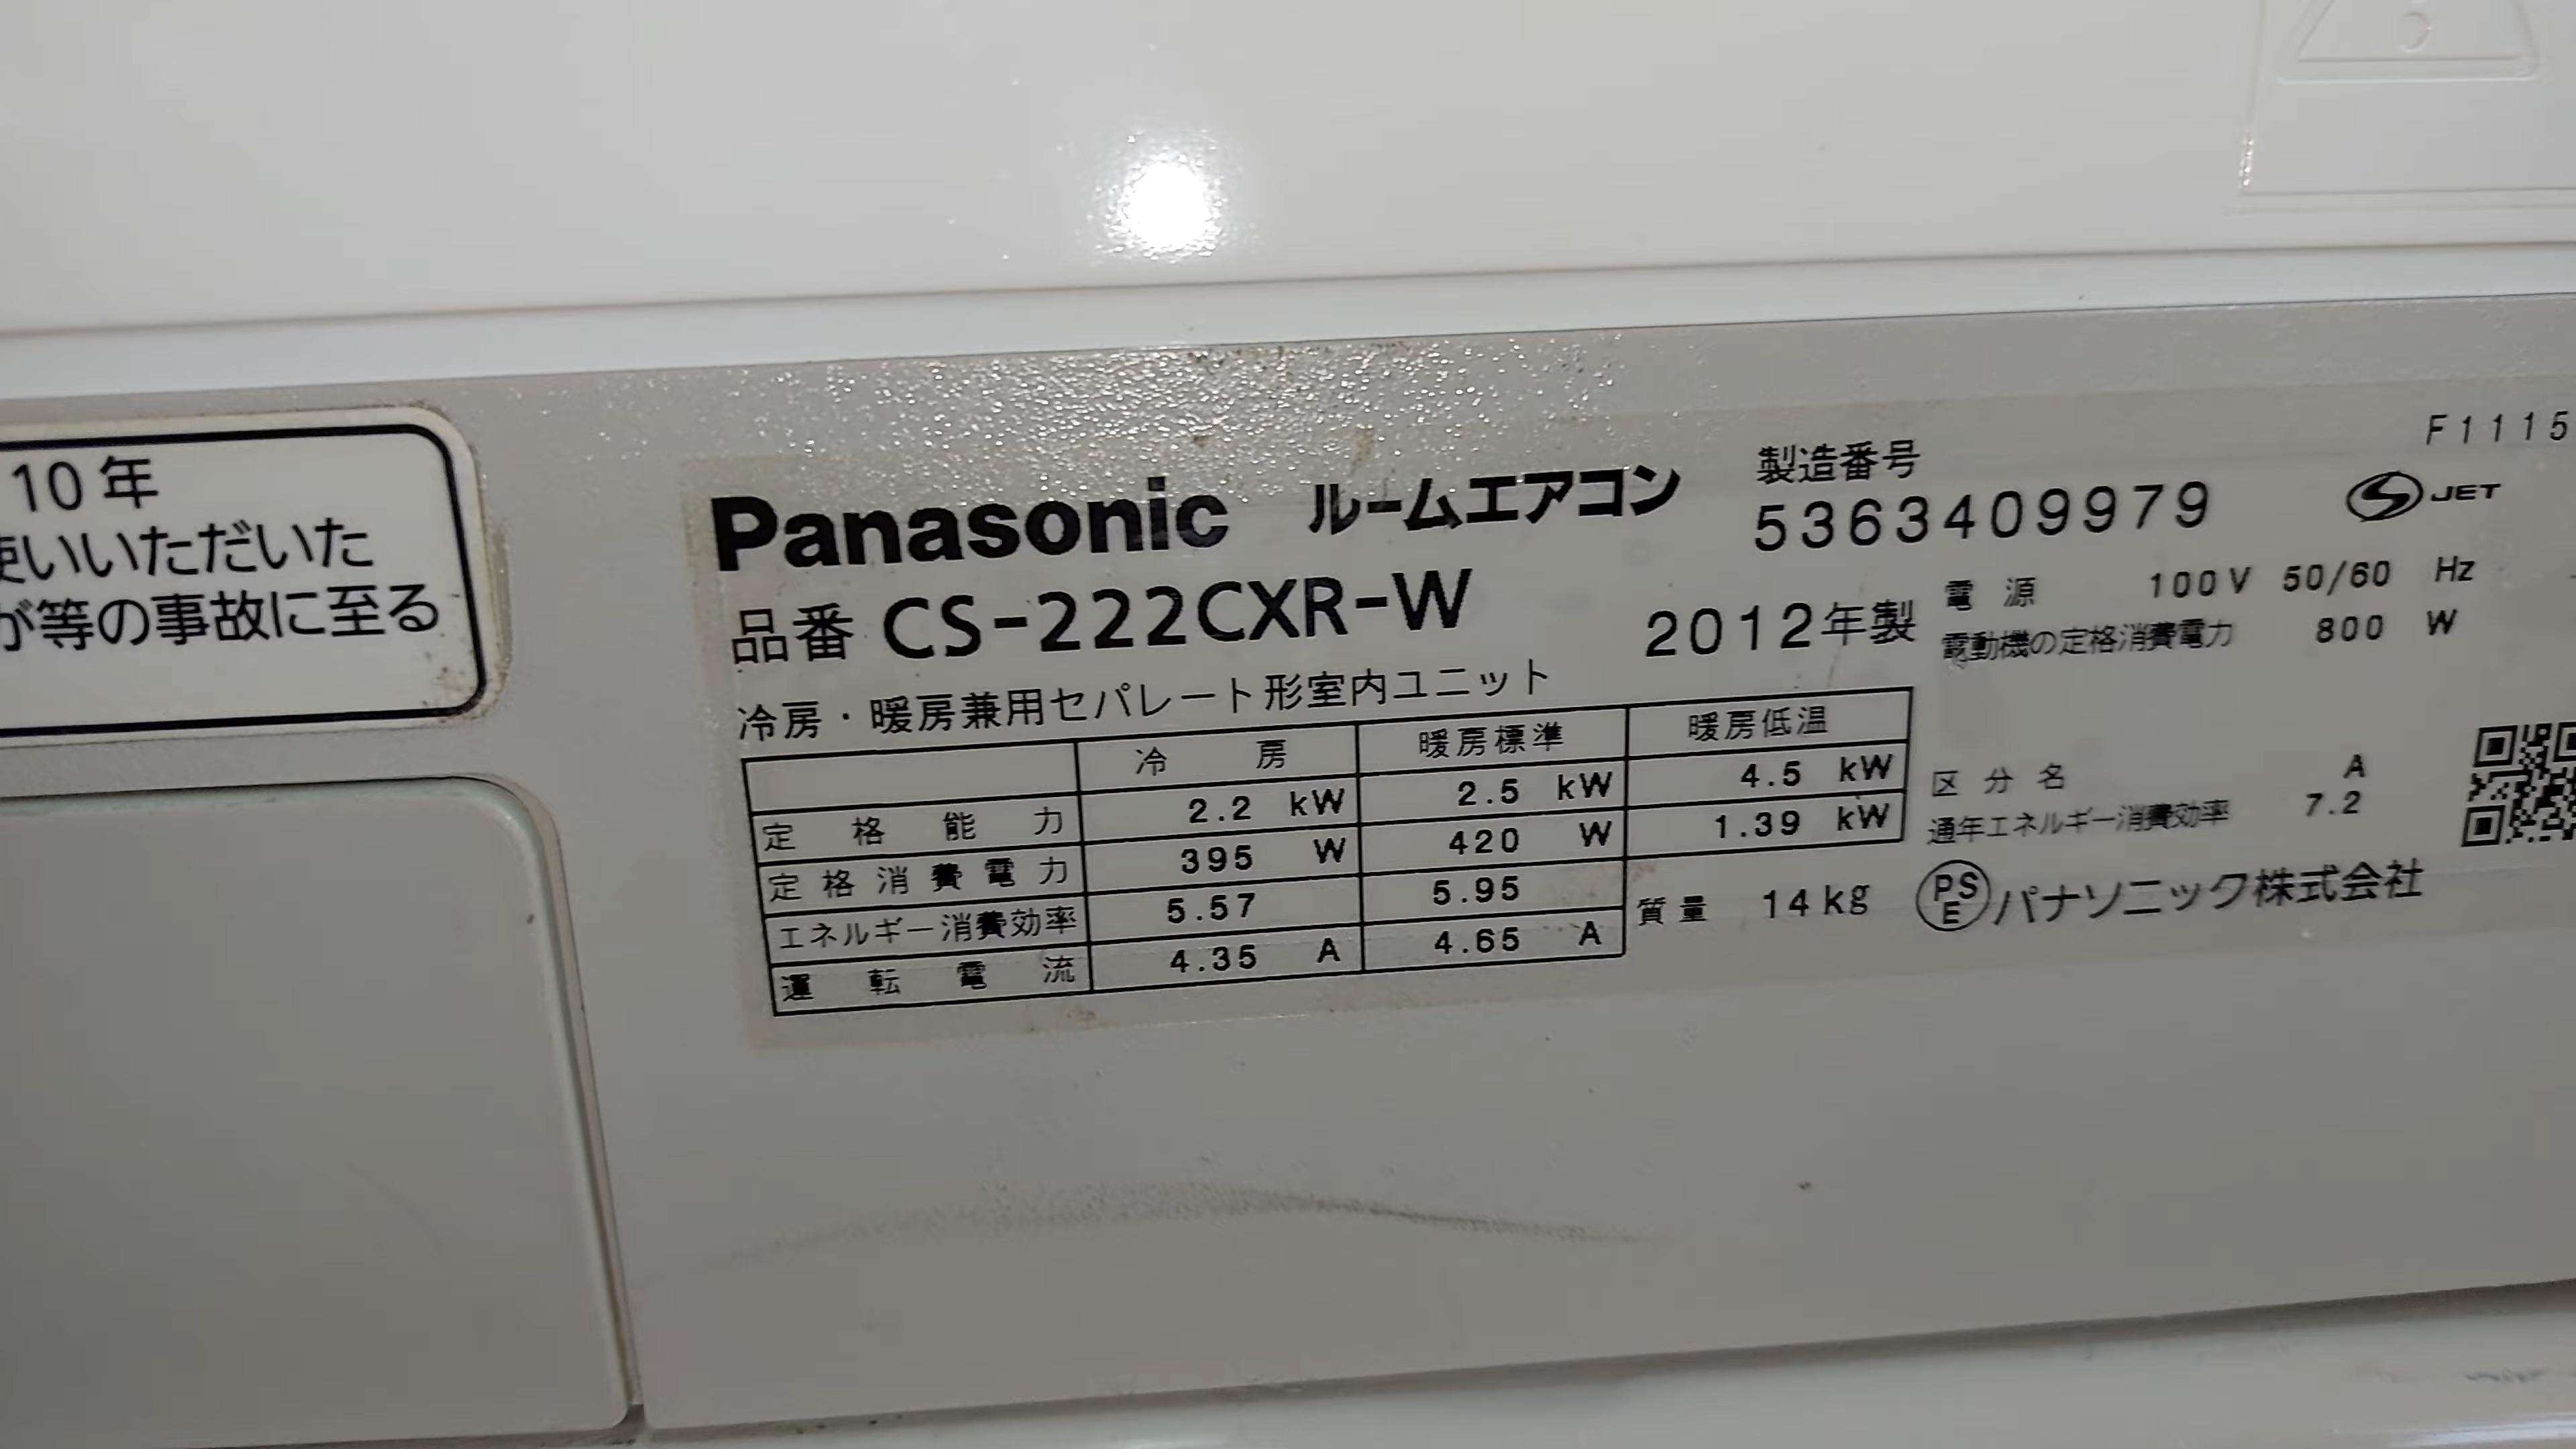 10年
使いいただいた
が等の事故に至る
F1115
Panasonic ルームエアコン
製造番号
5363409979
JET
品番 CS-222CXR-W
2012年製
電源 100V 50/60 Hz
電動機の定格消費電力 800 W
冷房・暖房兼用セパレート形室内ユニット
冷房 暖房標準 暖房低温
定格能力 2.2 kW 2.5 kW 4.5 kW
定格消費電力 395 W 420 W 1.39 kW
エネルギー消費効率 5.57 5.95
運転電流 4.35 A 4.65 A
区分名 A
通年エネルギー消費効率 7.2
質量 14kg
PSE パナソニック株式会社